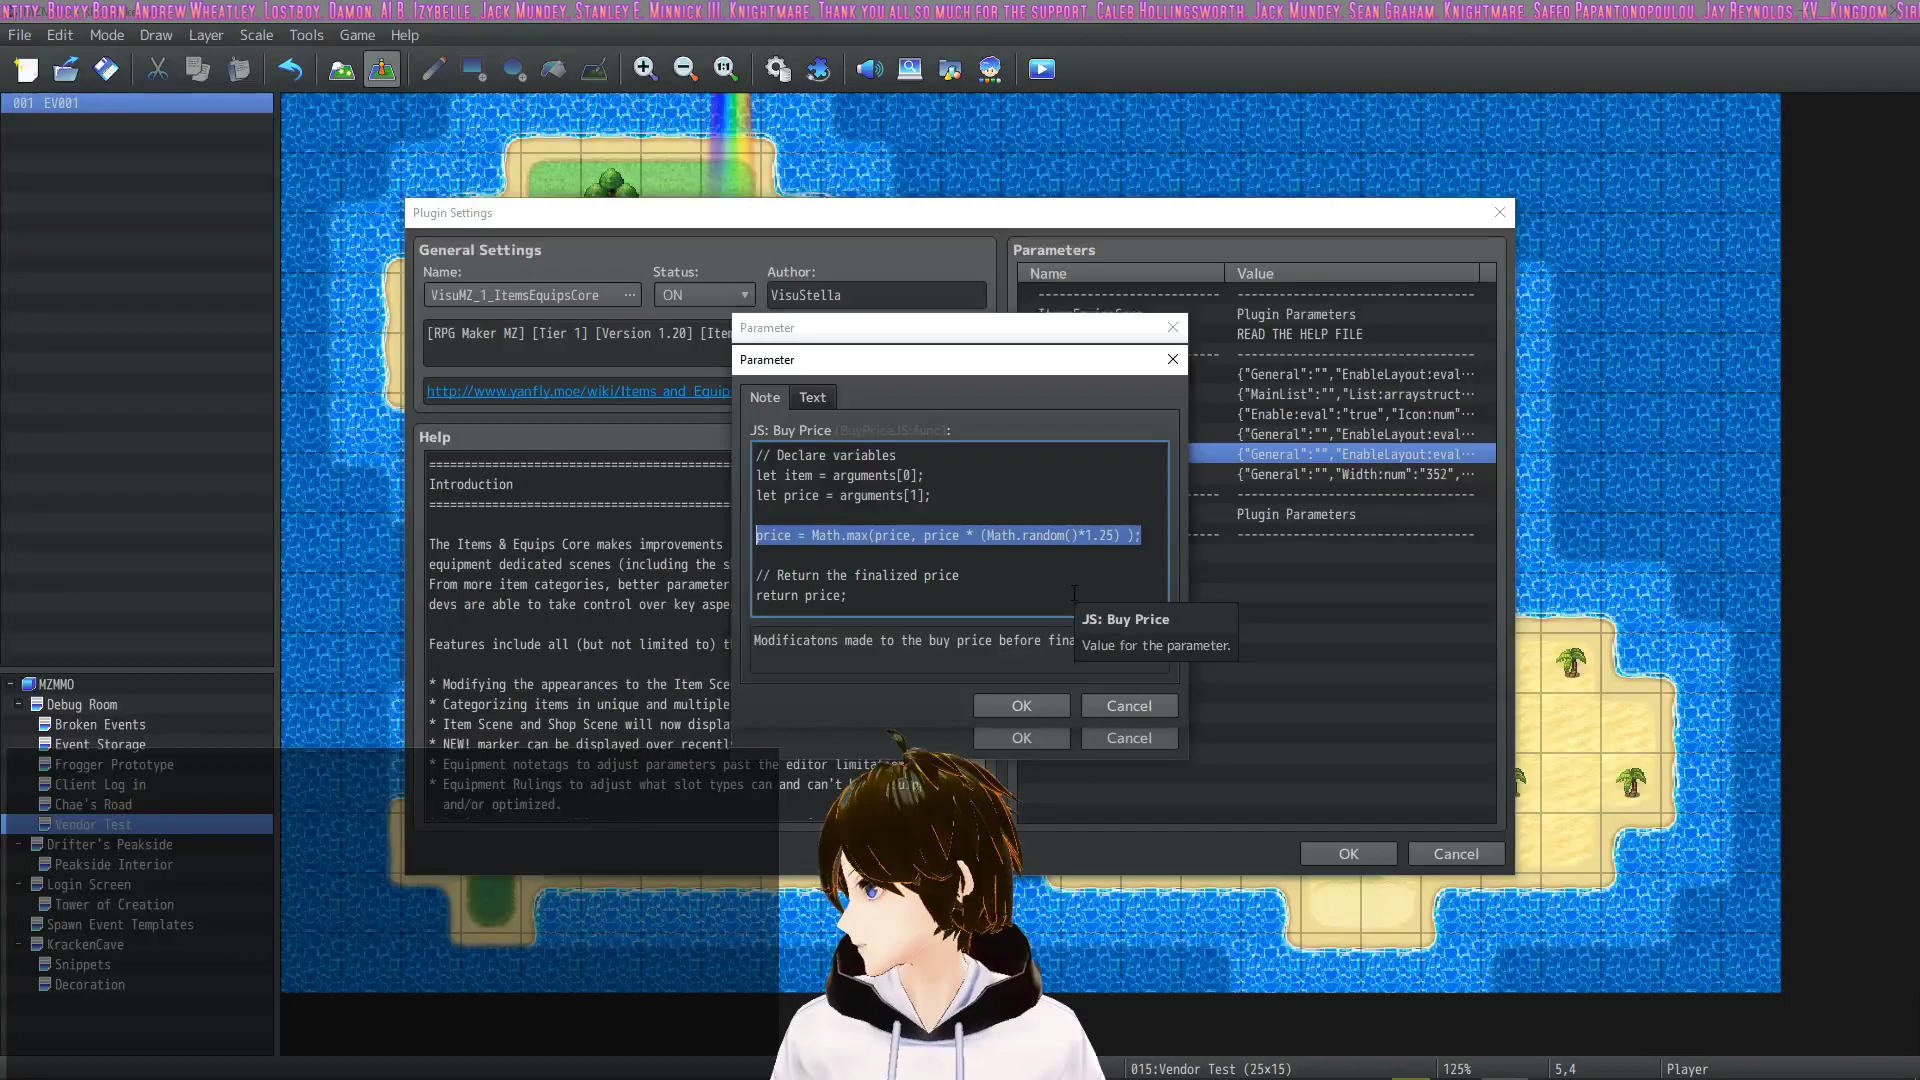 NTITY. Bucky Born. Andrew Wheatley. Lostboy. Damon. Al B. Izybelle. Jack Mundey. Stanley E. Minnick III. Knightmare. Thank you all so much for the support. Caleb Hollingsworth. Jack Mundey. Sean Graham. Knightmare. Saffo Papantonopoulou. Jay Reynolds. KV__Kingdom
File Edit Mode Draw Layer Scale Tools Game Help
001 EV001
Plugin Settings
General Settings
Name: Status: Author:
VisuMZ_1_ItemsEquipsCore ... ON VisuStella
[RPG Maker MZ] [Tier 1] [Version 1.20] [Ite
http://www.yanfly.moe/wiki/Items_and_Equip
Help
================================================
Introduction
================================================
The Items & Equips Core makes improvements
equipment dedicated scenes (including the s
From more item categories, better parameter
devs are able to take control over key aspe
Features include all (but not limited to) t
* Modifying the appearances to the Item Sce
* Categorizing items in unique and multiple
* Item Scene and Shop Scene will now displa
* NEW! marker can be displayed over recentl
* Equipment notetags to adjust parameters past the editor limita
* Equipment Rulings to adjust what slot types can and can't b
and/or optimized.
Parameters
Name Value
-------------------------- ----------------------------------
ItemsEquipsCore Plugin Parameters
READ THE HELP FILE
----------------------------------
{"General":"","EnableLayout:eval...
{"MainList":"","List:arraystruct...
{"Enable:eval":"true","Icon:num"...
{"General":"","EnableLayout:eval...
{"General":"","EnableLayout:eval...
{"General":"","Width:num":"352",...
----------------------------------
Plugin Parameters
----------------------------------
Parameter
Parameter
Note Text
JS: Buy Price (BuyPriceJS:func):
// Declare variables
let item = arguments[0];
let price = arguments[1];
price = Math.max(price, price * (Math.random()*1.25) );
// Return the finalized price
return price;
JS: Buy Price
Value for the parameter.
Modificatons made to the buy price before fina
OK Cancel
OK Cancel
OK Cancel
MZMMO
Debug Room
Broken Events
Event Storage
Frogger Prototype
Client Log in
Chae's Road
Vendor Test
Drifter's Peakside
Peakside Interior
Login Screen
Tower of Creation
Spawn Event Templates
KrackenCave
Snippets
Decoration
015:Vendor Test (25x15) 125% 5,4 Player